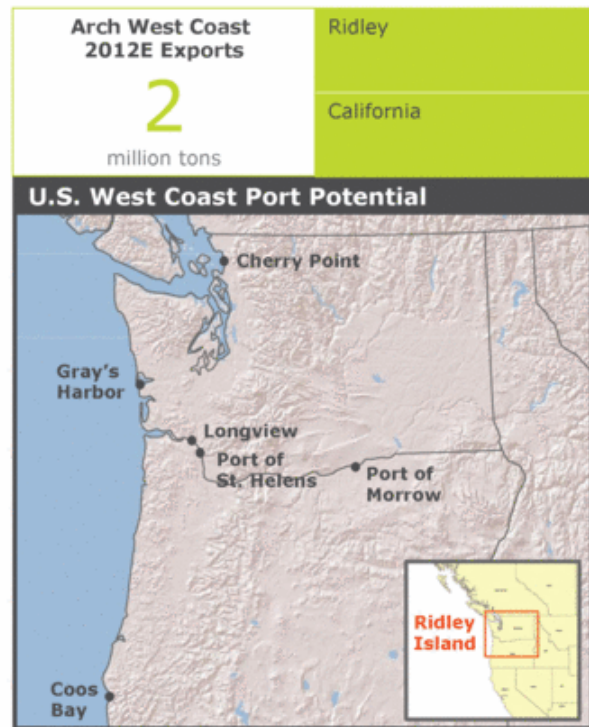 Arch West Coast
2012E Exports
2
million tons
Ridley
California
U.S. West Coast Port Potential
Cherry Point
Gray's
Harbor
Longview
Port of
St. Helens
Port of
Morrow
Coos
Bay
Ridley
Island